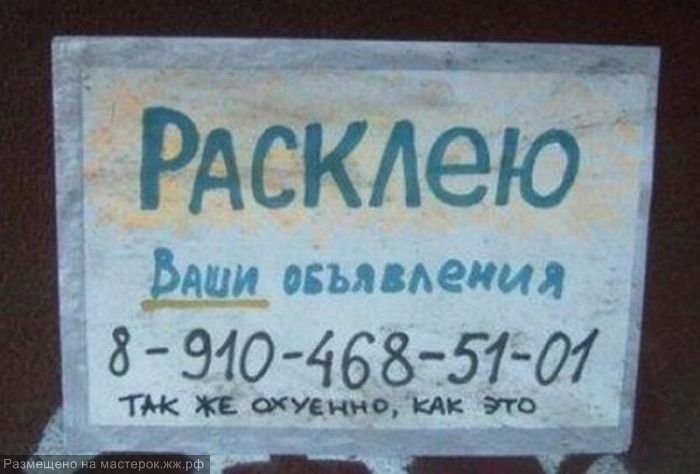 Расклею
Ваши объявления
8-910-468-51-01
ТАК ЖЕ ОХУЕННО, КАК ЭТО
Размещено на мастерок.жж.рф